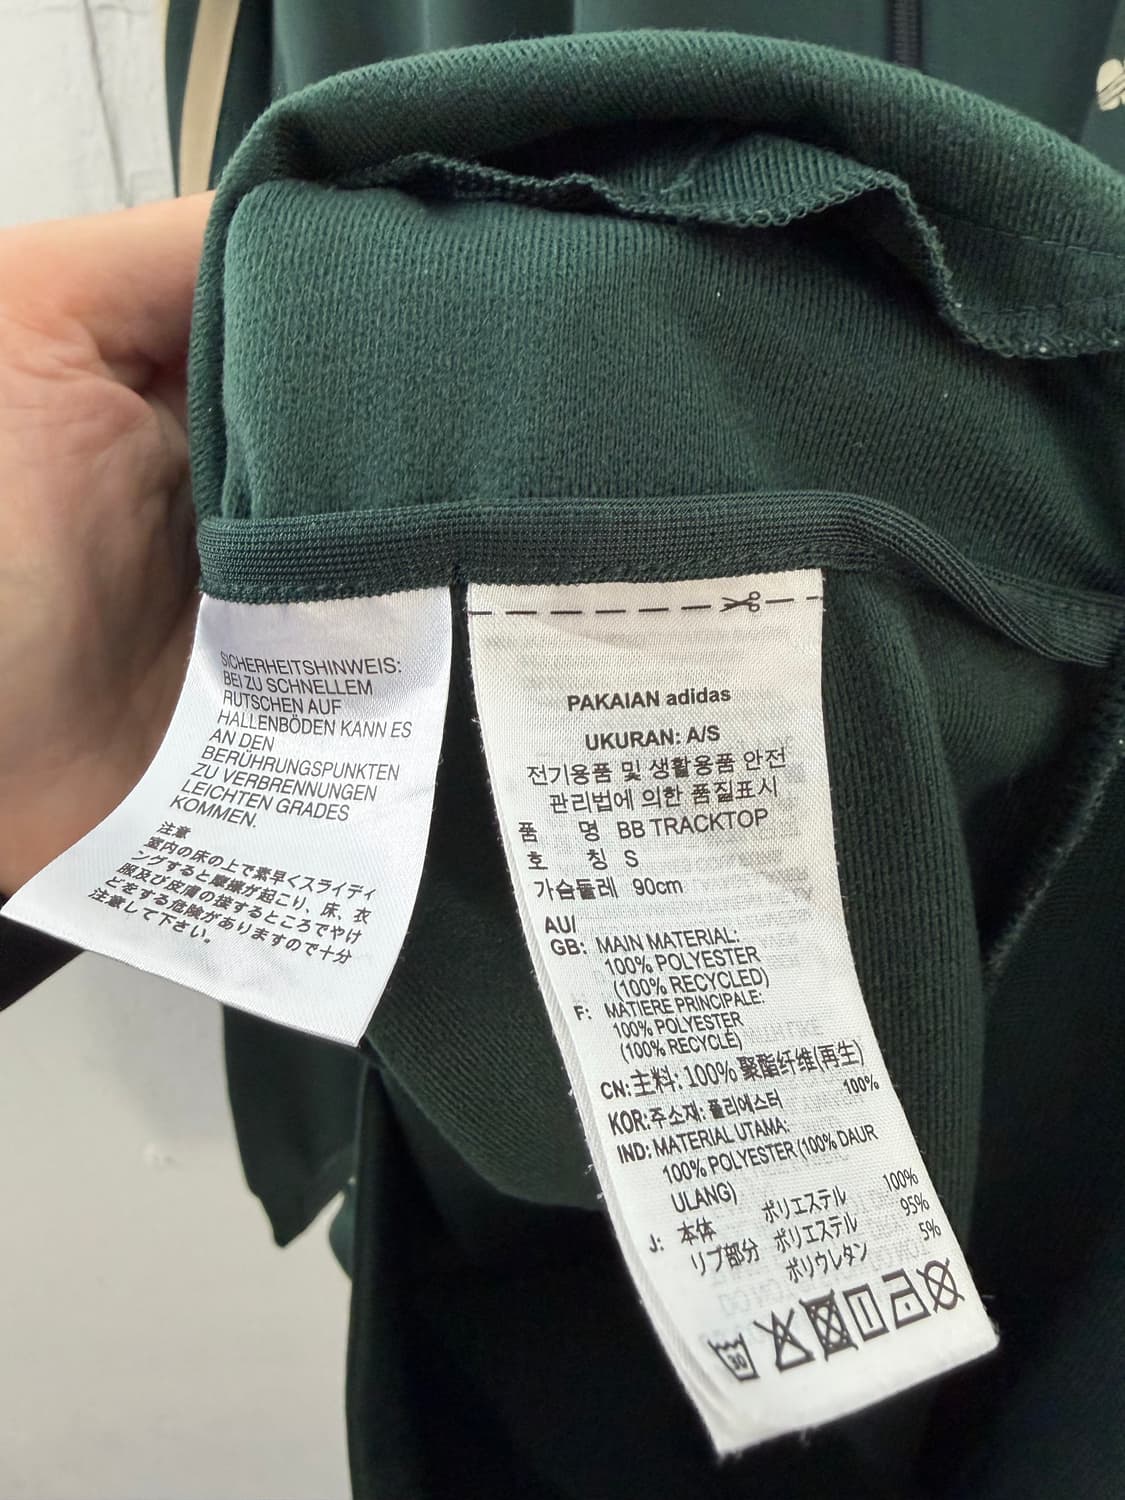 SICHERHEITSHINWEIS:
BEI ZU SCHNELLEM
RUTSCHEN AUF
HALLENBÖDEN KANN ES
AN DEN
BERÜHRUNGSPUNKTEN
ZU VERBRENNUNGEN
LEICHTEN GRADES
KOMMEN.
注意
室内の床の上で素早くスライディ
ングすると摩擦が起こり、床、衣
服及び皮膚の接するところでやけ
どをする危険がありますので十分
注意して下さい。
PAKAIAN adidas
UKURAN: A/S
전기용품 및 생활용품 안전
관리법에 의한 품질표시
품 명 BB TRACKTOP
호 칭 S
가슴둘레 90cm
AU/
GB: MAIN MATERIAL:
100% POLYESTER
(100% RECYCLED)
F: MATIERE PRINCIPALE:
100% POLYESTER
(100% RECYCLÉ)
CN: 主料: 100% 聚酯纤维(再生)
KOR: 주소재: 폴리에스터 100%
IND: MATERIAL UTAMA:
100% POLYESTER (100% DAUR
ULANG)
J: 本体 ポリエステル 100%
リブ部分 ポリエステル 95%
ポリウレタン 5%
30